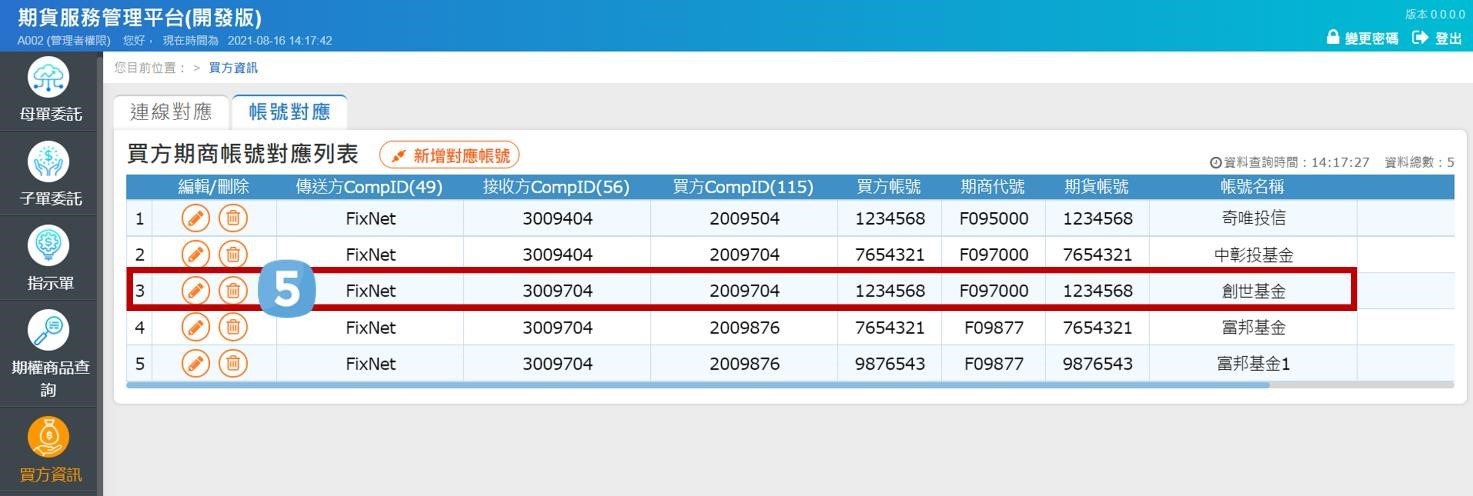 期貨服務管理平台(開發版)
版本 0.0.0.0
A002 (管理者權限) 您好， 現在時間為 2021-08-16 14:17:42
變更密碼 登出
您目前位置： > 買方資訊
母單委託
子單委託
指示單
期權商品查
詢
買方資訊
連線對應 帳號對應
買方期商帳號對應列表 新增對應帳號
資料查詢時間：14:17:27 資料總數：5
編輯/刪除 傳送方CompID(49) 接收方CompID(56) 買方CompID(115) 買方帳號 期商代號 期貨帳號 帳號名稱
1 FixNet 3009404 2009504 1234568 F095000 1234568 奇唯投信
2 FixNet 3009404 2009704 7654321 F097000 7654321 中彰投基金
3 5 FixNet 3009704 2009704 1234568 F097000 1234568 創世基金
4 FixNet 3009704 2009876 7654321 F09877 7654321 富邦基金
5 FixNet 3009704 2009876 9876543 F09877 9876543 富邦基金1